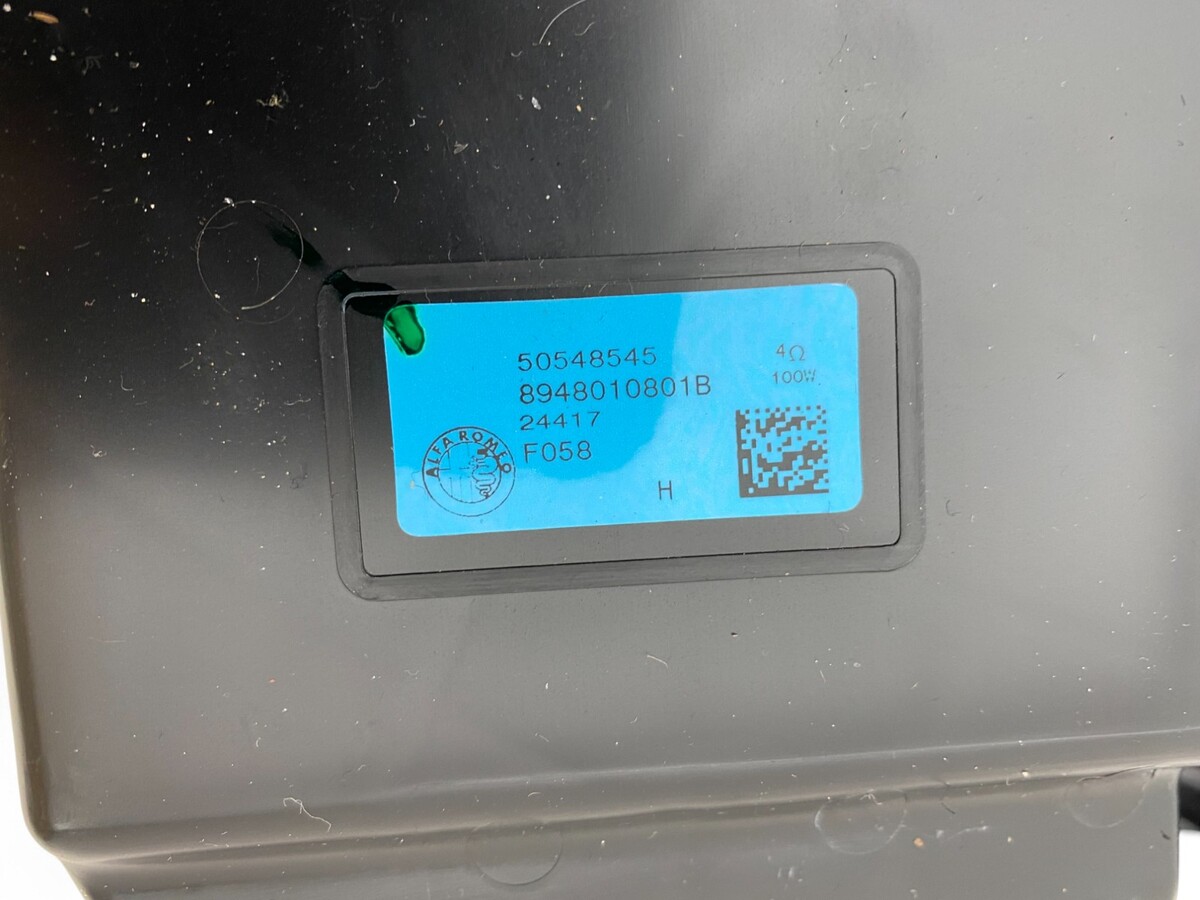 50548545
8948010801B
24417
F058
H
4Ω
100W
ALFA ROMEO